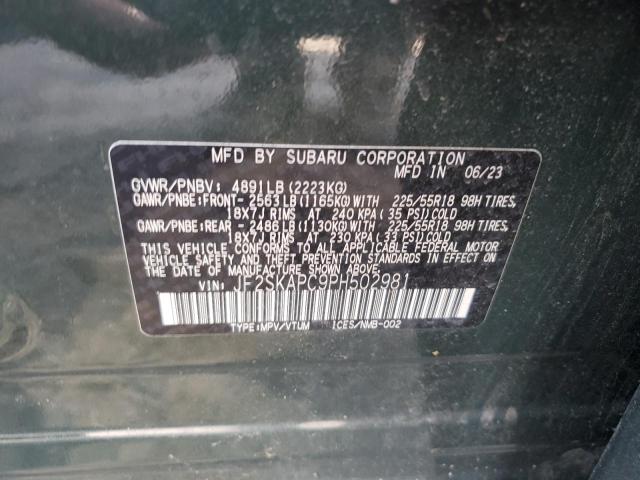 MFD BY SUBARU CORPORATION
MFD IN 06/23
GVWR/PNBV: 4891LB(2223KG)
GAWR/PNBE:FRONT- 2563LB(1165KG)WITH 225/55R18 98H TIRES,
18X7J RIMS AT 240 KPA(35 PSI)COLD
GAWR/PNBE:REAR - 2486LB(1130KG)WITH 225/55R18 98H TIRES,
18X7J RIMS AT 230 KPA(33 PSI)COLD
THIS VEHICLE CONFORMS TO ALL APPLICABLE FEDERAL MOTOR
VEHICLE SAFETY AND THEFT PREVENTION STANDARDS IN
EFFECT ON THE DATE OF MANUFACTURE SHOWN ABOVE.
VIN: JF2SKAPC9PH502981
TYPE:MPV/VTUM ICES/NMB-002